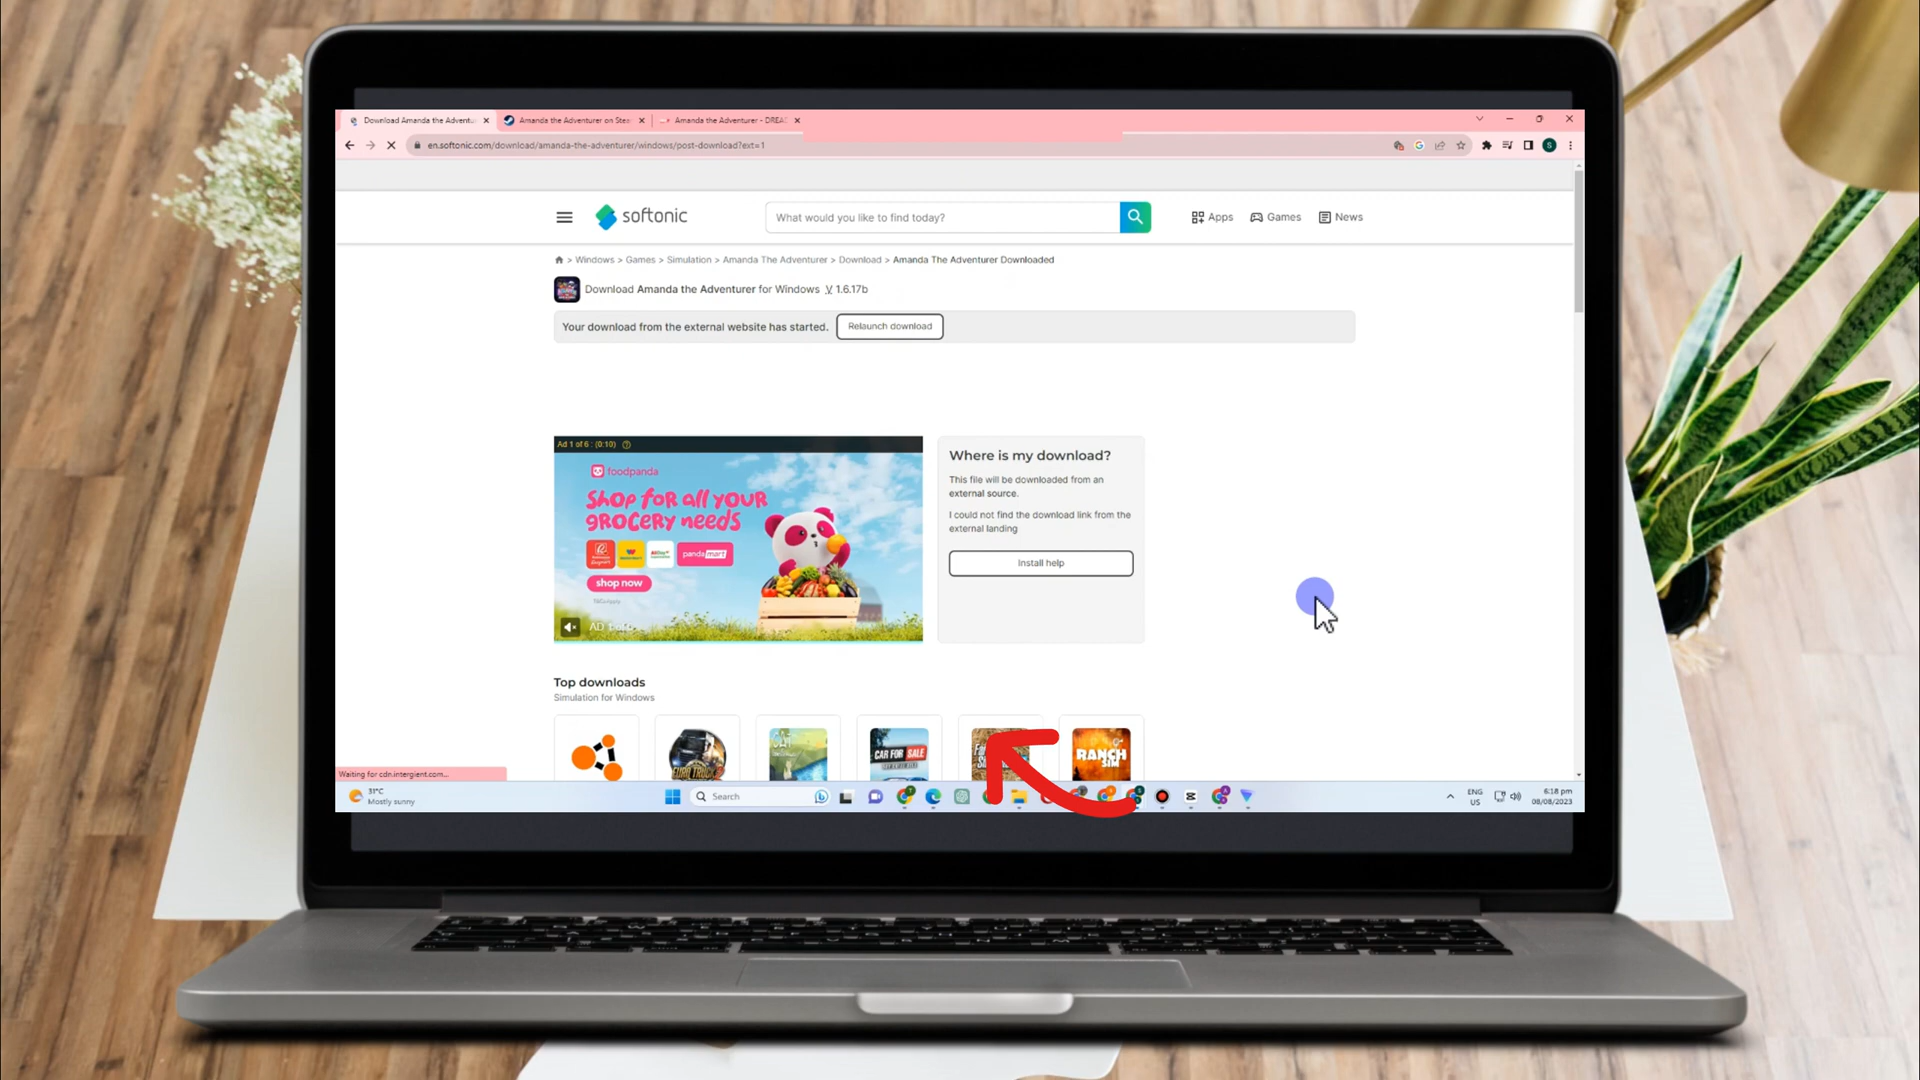 Download Amanda the Adventu
Amanda the Adventurer on Ste
Amanda the Adventurer - DREA
en.softonic.com/download/amanda-the-adventurer/windows/post-download?ext=1
S
softonic
What would you like to find today?
Apps
Games
News
> Windows > Games > Simulation > Amanda The Adventurer > Download > Amanda The Adventurer Downloaded
Download Amanda the Adventurer for Windows V 1.6.17b
Your download from the external website has started.
Relaunch download
Ad 1 of 6 : (0:10)
foodpanda
Shop for all your
grocery needs
pandamart
shop now
Where is my download?
This file will be downloaded from an
external source.
I could not find the download link from the
external landing
Install help
Top downloads
Simulation for Windows
EURO TRUCK
CAR FOR SALE
RANCH
SIM
Waiting for cdn.intergient.com...
31°C
Mostly sunny
Search
ENG
US
6:18 pm
08/08/2023